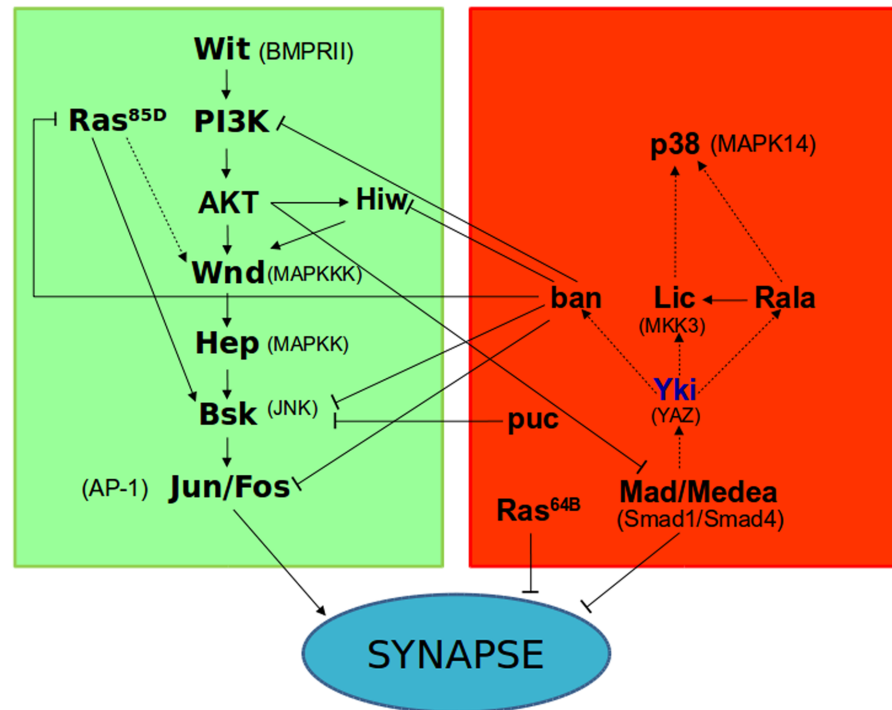 Wit (BMPRII)
Ras85D
PI3K
AKT
Hiw
Wnd (MAPKKK)
Hep (MAPKK)
Bsk (JNK)
(AP-1) Jun/Fos
p38 (MAPK14)
ban
Lic
(MKK3)
Rala
Yki
(YAZ)
puc
Mad/Medea
(Smad1/Smad4)
Ras64B
SYNAPSE